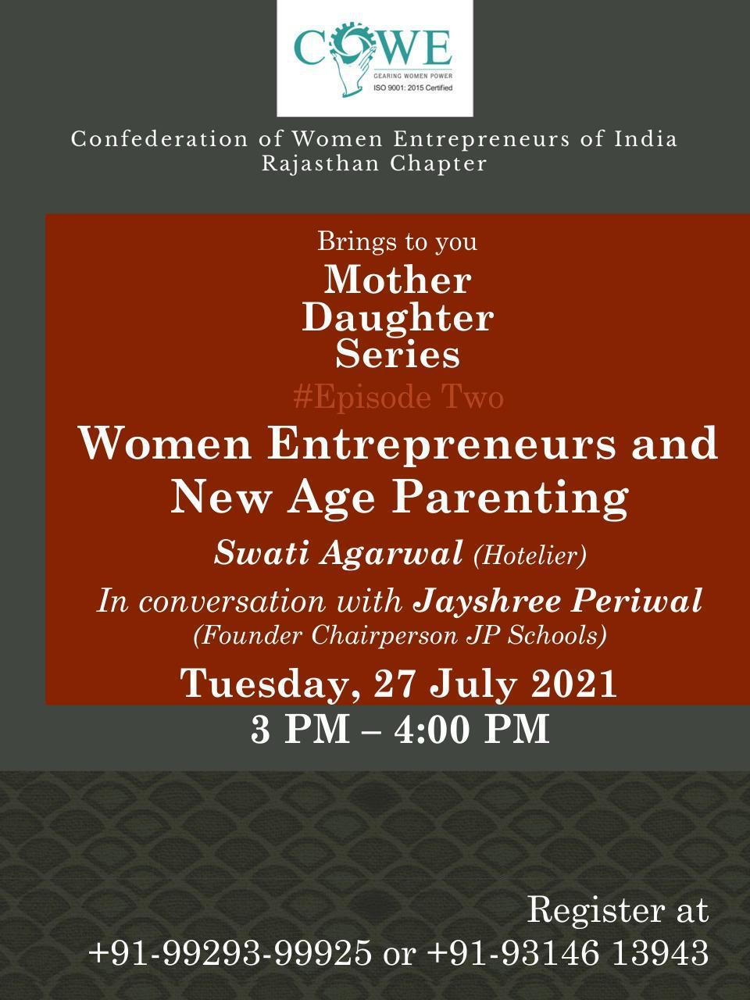 COWE
GEARING WOMEN POWER
ISO 9001: 2015 Certified
Confederation of Women Entrepreneurs of India
Rajasthan Chapter
Brings to you
Mother
Daughter
Series
#Episode Two
Women Entrepreneurs and
New Age Parenting
Swati Agarwal (Hotelier)
In conversation with Jayshree Periwal
(Founder Chairperson JP Schools)
Tuesday, 27 July 2021
3 PM – 4:00 PM
Register at
+91-99293-99925 or +91-93146 13943